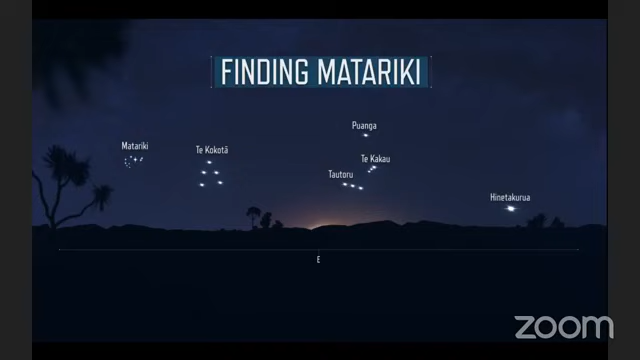 FINDING MATARIKI
Puanga
Matariki
Te Kokotā
Te Kakau
Tautoru
Hinetakurua
E
zoom